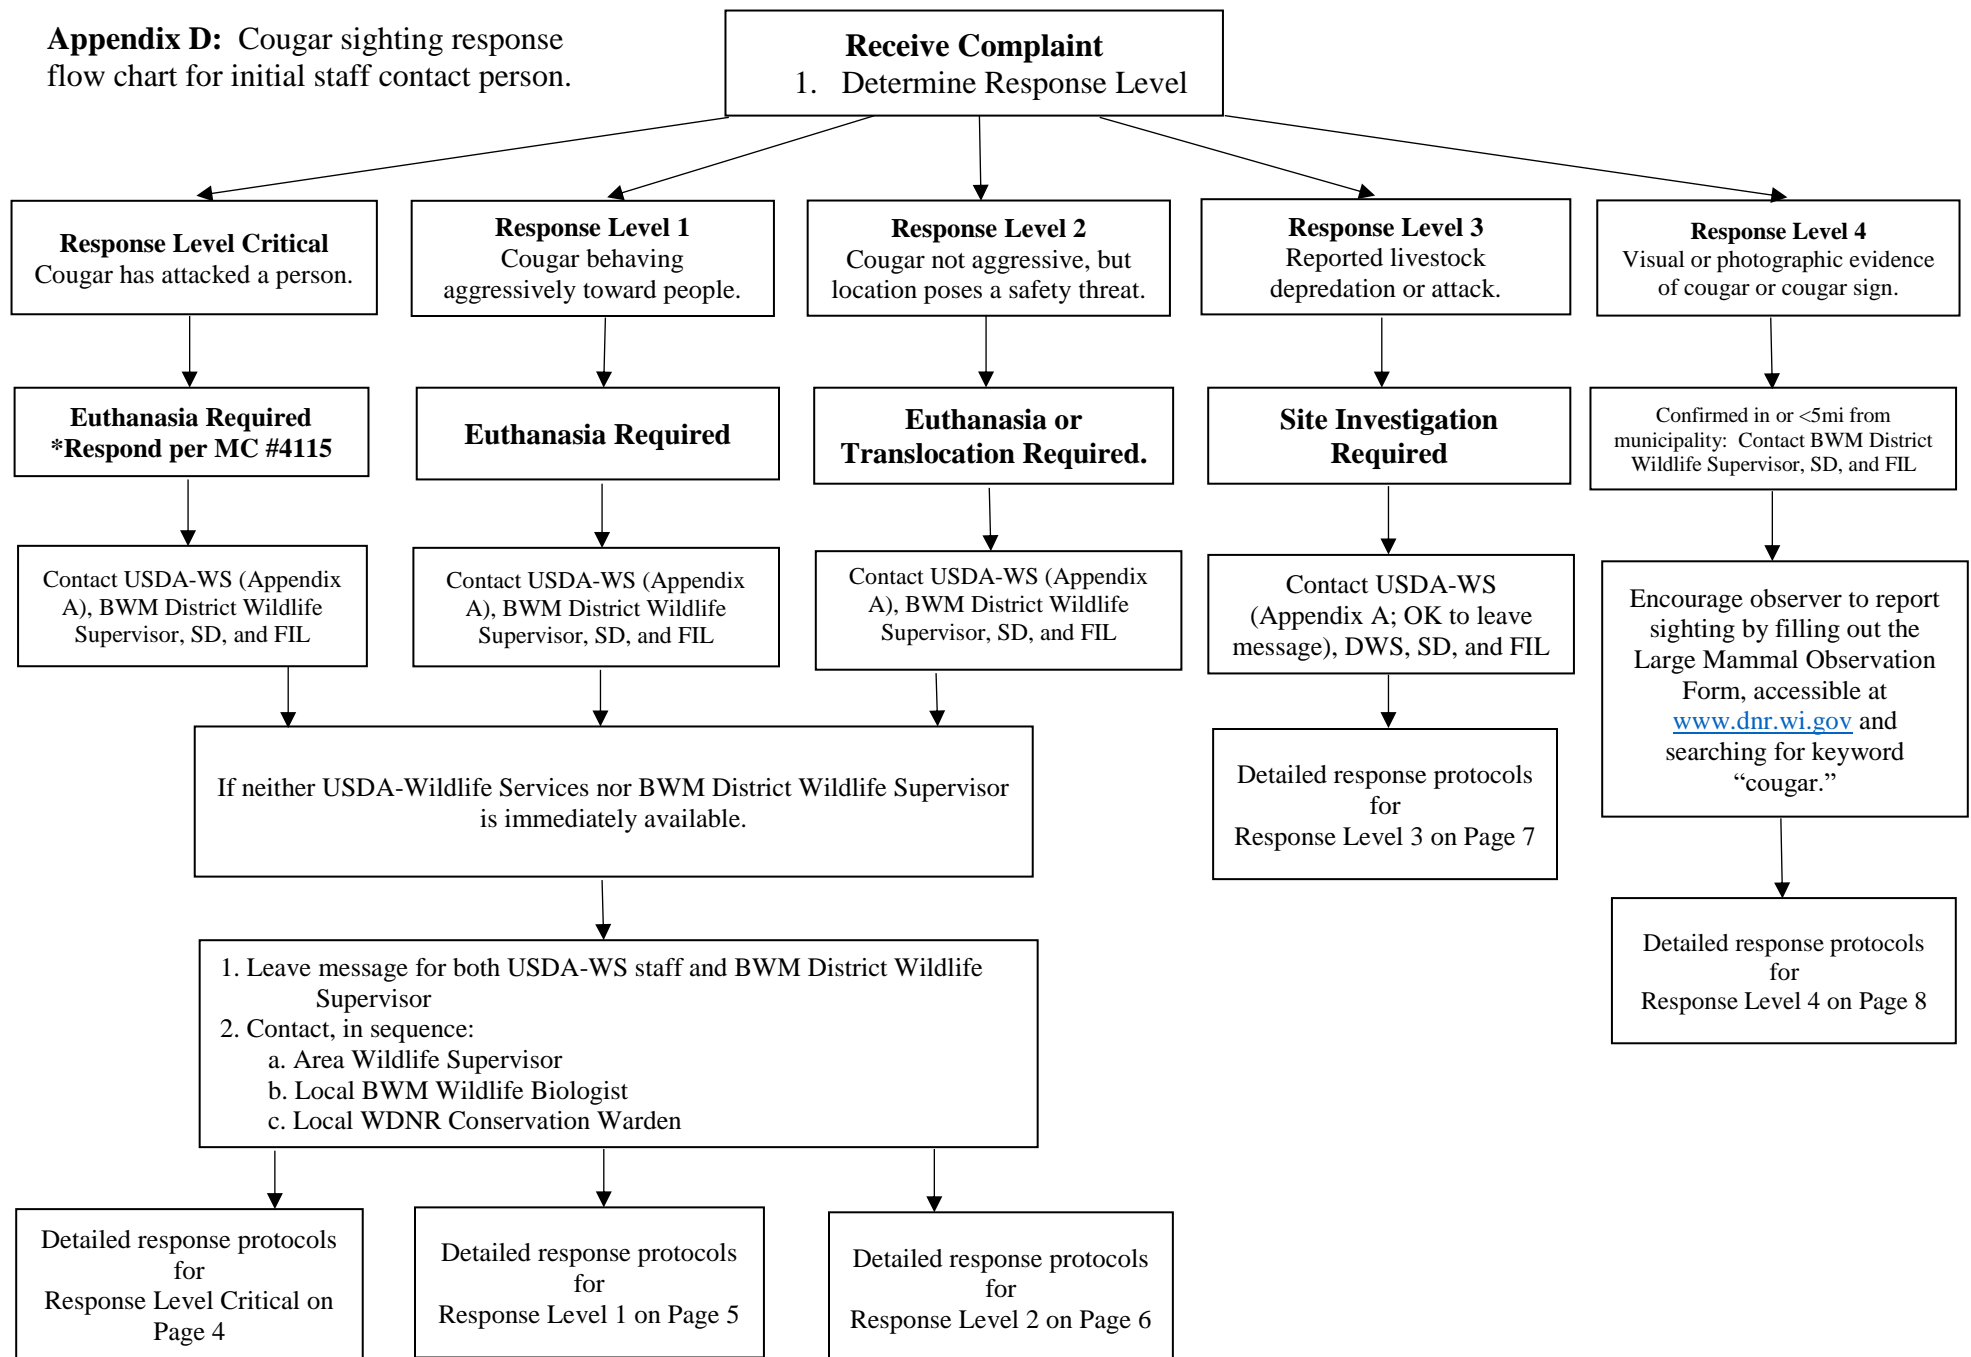 Appendix D: Cougar sighting response
flow chart for initial staff contact person.
Receive Complaint
1. Determine Response Level
Response Level Critical
Cougar has attacked a person.
Response Level 1
Cougar behaving
aggressively toward people.
Response Level 2
Cougar not aggressive, but
location poses a safety threat.
Response Level 3
Reported livestock
depredation or attack.
Response Level 4
Visual or photographic evidence
of cougar or cougar sign.
Euthanasia Required
*Respond per MC #4115
Euthanasia Required
Euthanasia or
Translocation Required.
Site Investigation
Required
Confirmed in or <5mi from
municipality: Contact BWM District
Wildlife Supervisor, SD, and FIL
Contact USDA-WS (Appendix
A), BWM District Wildlife
Supervisor, SD, and FIL
Contact USDA-WS (Appendix
A), BWM District Wildlife
Supervisor, SD, and FIL
Contact USDA-WS (Appendix
A), BWM District Wildlife
Supervisor, SD, and FIL
Contact USDA-WS
(Appendix A; OK to leave
message), DWS, SD, and FIL
Encourage observer to report
sighting by filling out the
Large Mammal Observation
Form, accessible at
www.dnr.wi.gov and
searching for keyword
“cougar.”
If neither USDA-Wildlife Services nor BWM District Wildlife Supervisor
is immediately available.
Detailed response protocols
for
Response Level 3 on Page 7
Detailed response protocols
for
Response Level 4 on Page 8
1. Leave message for both USDA-WS staff and BWM District Wildlife
Supervisor
2. Contact, in sequence:
a. Area Wildlife Supervisor
b. Local BWM Wildlife Biologist
c. Local WDNR Conservation Warden
Detailed response protocols
for
Response Level Critical on
Page 4
Detailed response protocols
for
Response Level 1 on Page 5
Detailed response protocols
for
Response Level 2 on Page 6